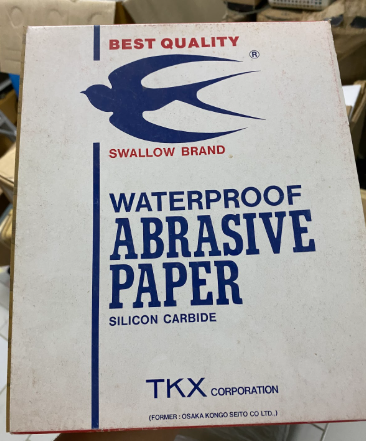 BEST QUALITY
®
SWALLOW BRAND
WATERPROOF
ABRASIVE
PAPER
SILICON CARBIDE
TKX CORPORATION
(FORMER : OSAKA KONGO SEITO CO LTD.,)